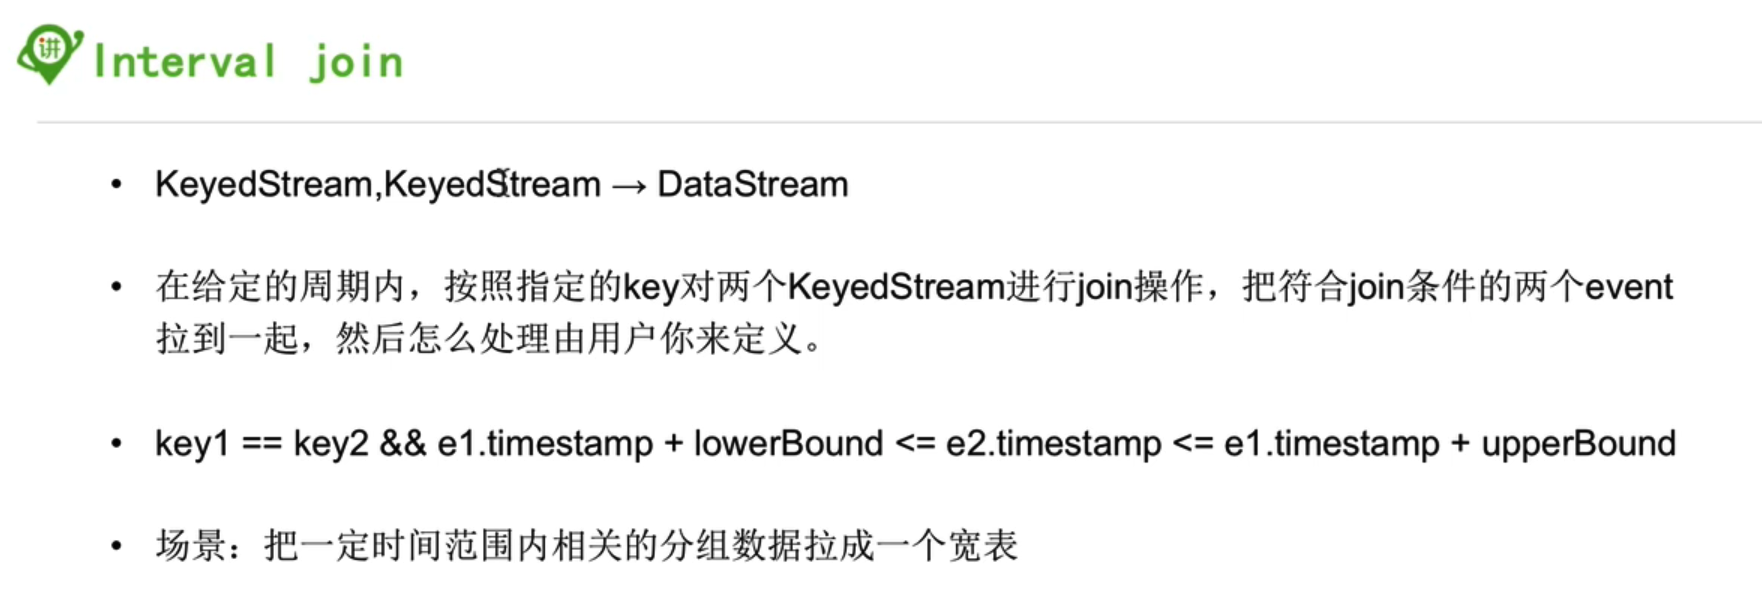 讲
Interval join
• KeyedStream,KeyedStream → DataStream
• 在给定的周期内，按照指定的key对两个KeyedStream进行join操作，把符合join条件的两个event
拉到一起，然后怎么处理由用户你来定义。
• key1 == key2 && e1.timestamp + lowerBound <= e2.timestamp <= e1.timestamp + upperBound
• 场景：把一定时间范围内相关的分组数据拉成一个宽表